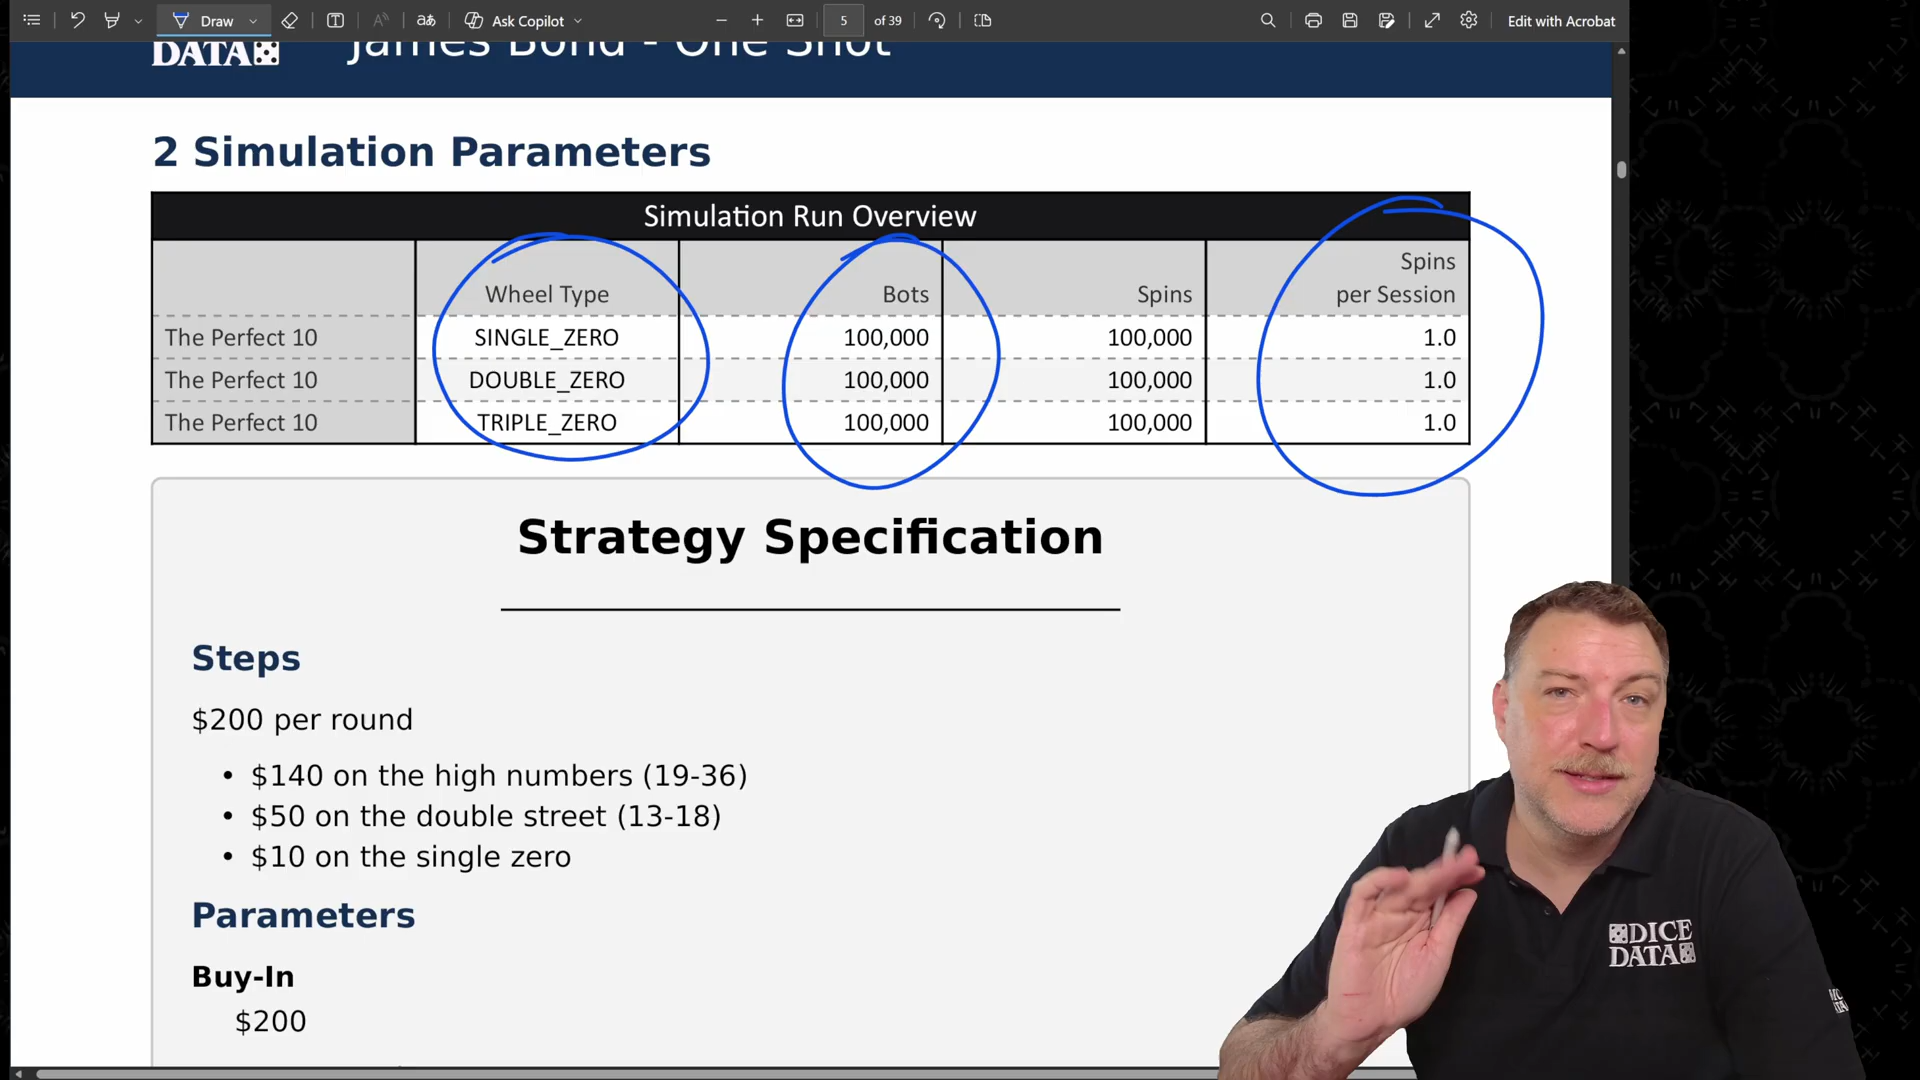 Draw
aあ
Ask Copilot
5 of 39
Edit with Acrobat
DATA
James Bond - One Shot
2 Simulation Parameters
Simulation Run Overview
Wheel Type Bots Spins Spins per Session
The Perfect 10 SINGLE_ZERO 100,000 100,000 1.0
The Perfect 10 DOUBLE_ZERO 100,000 100,000 1.0
The Perfect 10 TRIPLE_ZERO 100,000 100,000 1.0
Strategy Specification
Steps
$200 per round
• $140 on the high numbers (19-36)
• $50 on the double street (13-18)
• $10 on the single zero
Parameters
Buy-In
$200
DICE
DATA